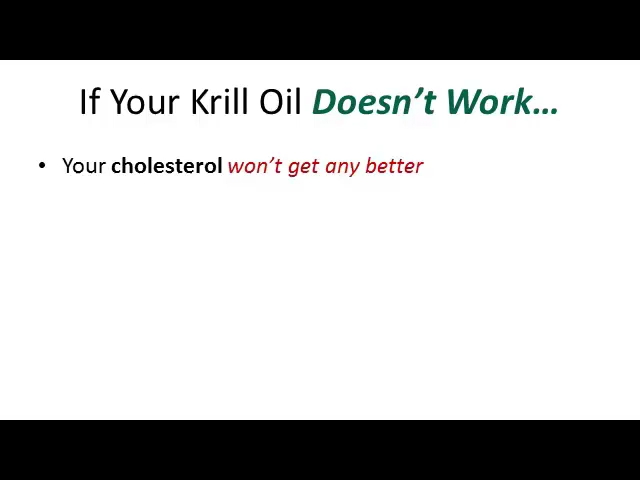 If Your Krill Oil Doesn’t Work…
• Your cholesterol won’t get any better